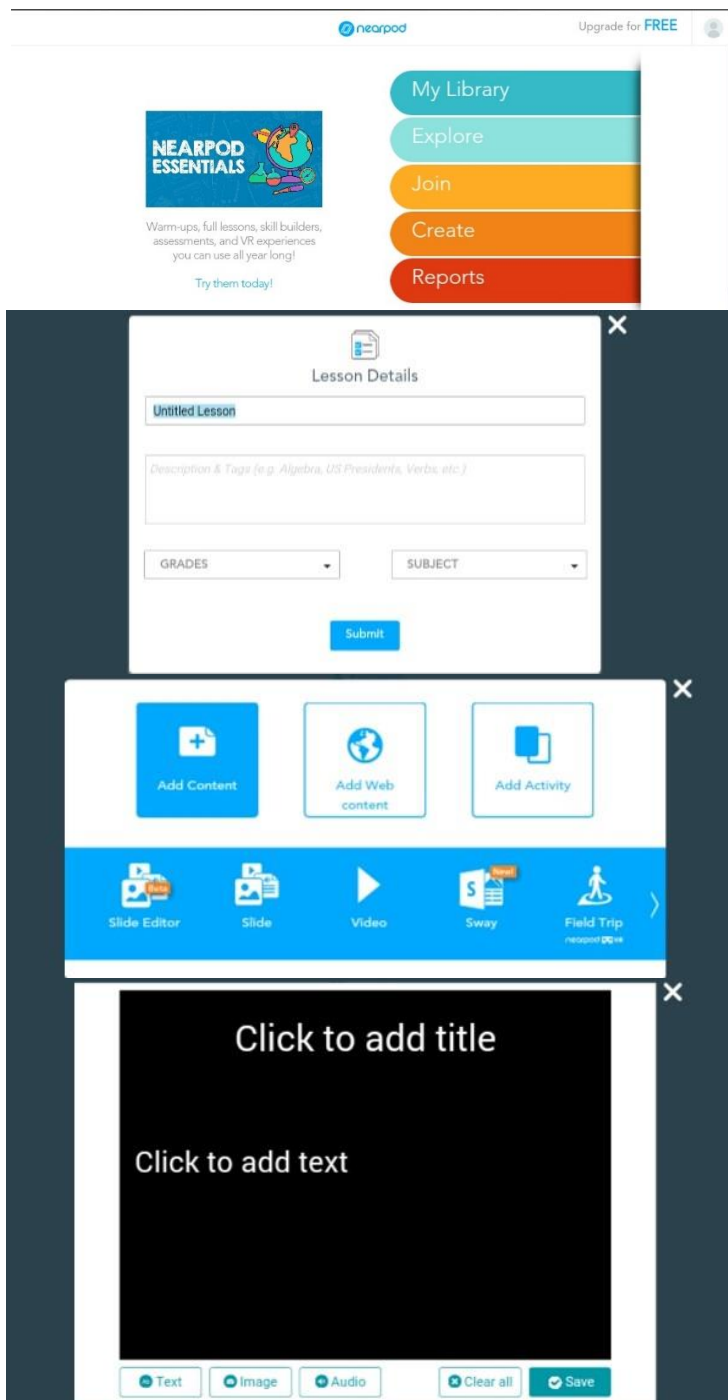 nearpod
Upgrade for FREE
My Library
Explore
Join
Create
Reports
NEARPOD
ESSENTIALS
Warm-ups, full lessons, skill builders,
assessments, and VR experiences
you can use all year long!
Try them today!
Lesson Details
Untitled Lesson
Description & Tags (e.g. Algebra, US Presidents, Verbs, etc.)
GRADES
SUBJECT
Submit
Add Content
Add Web
content
Add Activity
Beta
New!
S
Slide Editor
Slide
Video
Sway
Field Trip
nearpod VR
Click to add title
Click to add text
Text
Image
Audio
Clear all
Save